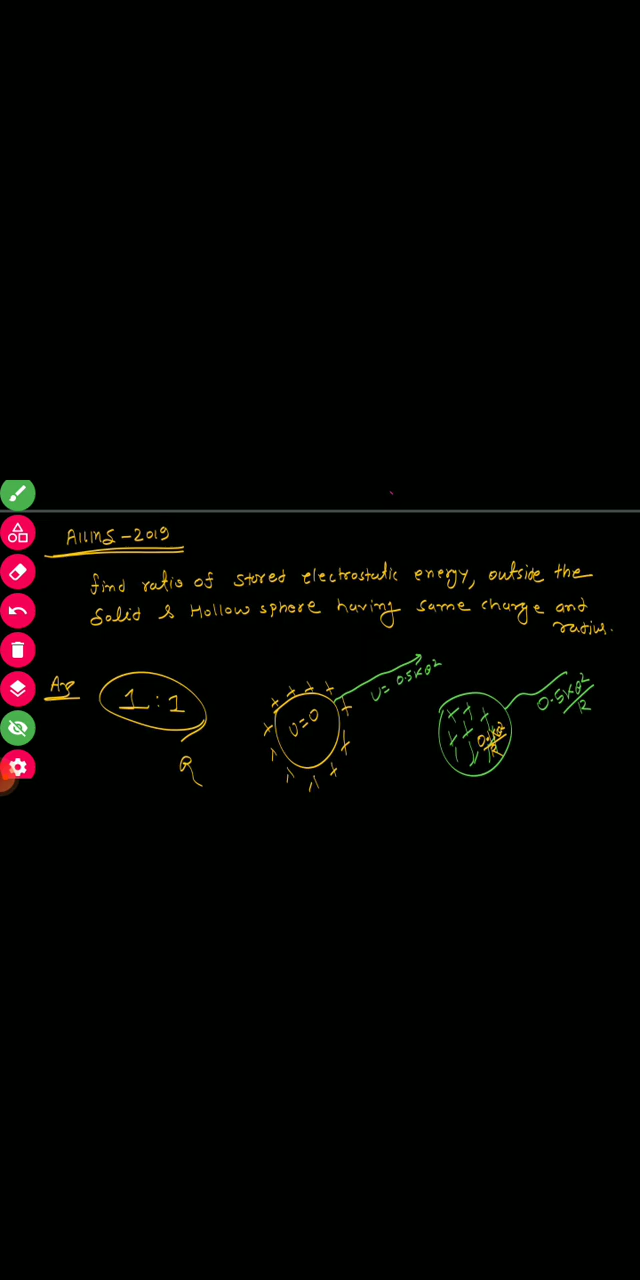 AIIMS - 2019
find ratio of stored electrostatic energy, outside the
Solid & Hollow sphere having same charge and
radius.
1 : 1
R
U=0
U= 0.5KQ²
0.5KQ²/R